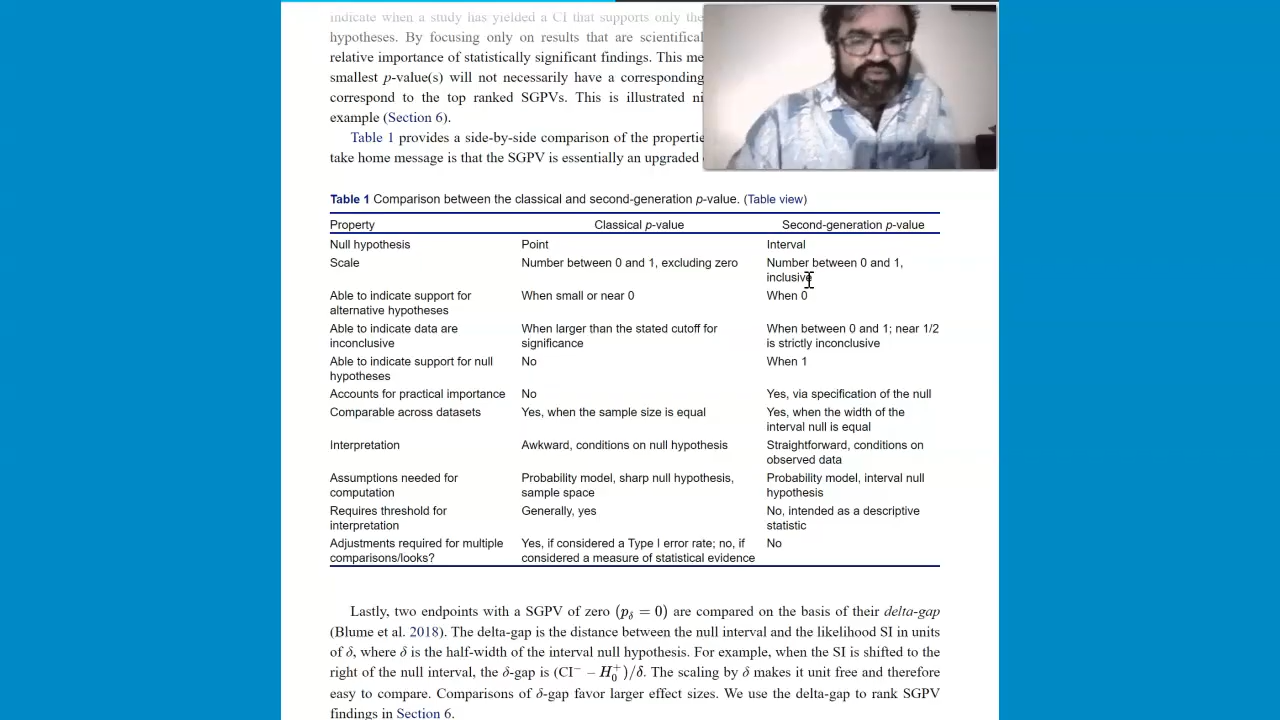 indicate when a study has yielded a CI that supports only the
hypotheses. By focusing only on results that are scientifical
relative importance of statistically significant findings. This me
smallest p-value(s) will not necessarily have a corresponding
correspond to the top ranked SGPVs. This is illustrated ni
example (Section 6).
Table 1 provides a side-by-side comparison of the propertie
take home message is that the SGPV is essentially an upgraded
Table 1 Comparison between the classical and second-generation p-value. (Table view)
Property Classical p-value Second-generation p-value
Null hypothesis Point Interval
Scale Number between 0 and 1, excluding zero Number between 0 and 1,
inclusive
Able to indicate support for When small or near 0 When 0
alternative hypotheses
Able to indicate data are When larger than the stated cutoff for When between 0 and 1; near 1/2
inconclusive significance is strictly inconclusive
Able to indicate support for null No When 1
hypotheses
Accounts for practical importance No Yes, via specification of the null
Comparable across datasets Yes, when the sample size is equal Yes, when the width of the
interval null is equal
Interpretation Awkward, conditions on null hypothesis Straightforward, conditions on
observed data
Assumptions needed for Probability model, sharp null hypothesis, Probability model, interval null
computation sample space hypothesis
Requires threshold for Generally, yes No, intended as a descriptive
interpretation statistic
Adjustments required for multiple Yes, if considered a Type I error rate; no, if No
comparisons/looks? considered a measure of statistical evidence
Lastly, two endpoints with a SGPV of zero (p_δ = 0) are compared on the basis of their delta-gap
(Blume et al. 2018). The delta-gap is the distance between the null interval and the likelihood SI in units
of δ, where δ is the half-width of the interval null hypothesis. For example, when the SI is shifted to the
right of the null interval, the δ-gap is (CI⁻ − H₀⁺)/δ. The scaling by δ makes it unit free and therefore
easy to compare. Comparisons of δ-gap favor larger effect sizes. We use the delta-gap to rank SGPV
findings in Section 6.